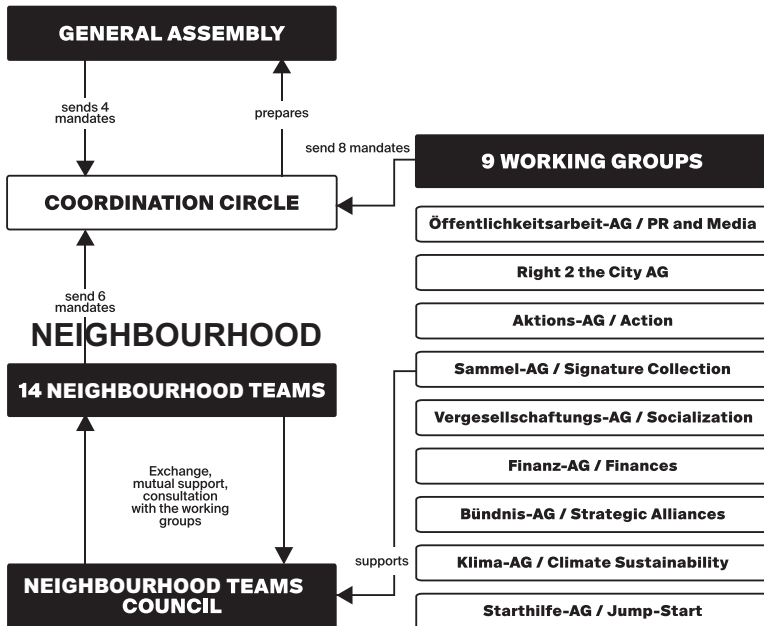 GENERAL ASSEMBLY
sends 4
mandates
prepares
send 8 mandates
9 WORKING GROUPS
COORDINATION CIRCLE
Öffentlichkeitsarbeit-AG / PR and Media
Right 2 the City AG
Aktions-AG / Action
Sammel-AG / Signature Collection
Vergesellschaftungs-AG / Socialization
Finanz-AG / Finances
Bündnis-AG / Strategic Alliances
Klima-AG / Climate Sustainability
Starthilfe-AG / Jump-Start
send 6
mandates
NEIGHBOURHOOD
14 NEIGHBOURHOOD TEAMS
Exchange,
mutual support,
consultation
with the working
groups
supports
NEIGHBOURHOOD TEAMS
COUNCIL